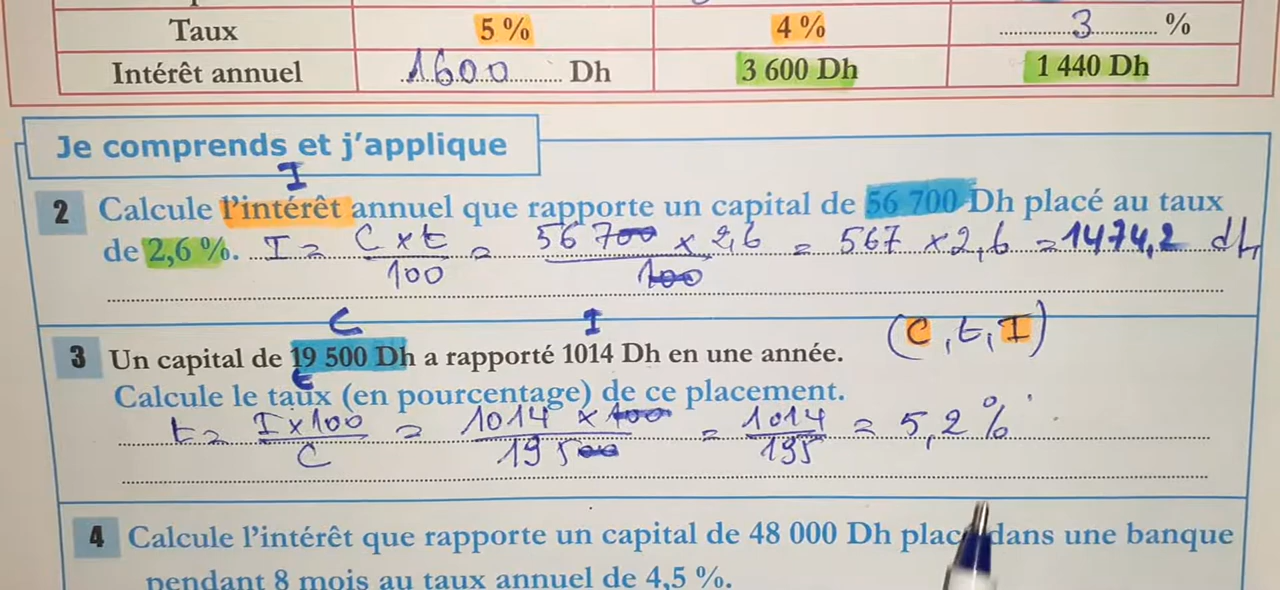 Taux 5 % 4 % 3 %
Intérêt annuel 1600 Dh 3 600 Dh 1 440 Dh
Je comprends et j'applique
I
2 Calcule l'intérêt annuel que rapporte un capital de 56 700 Dh placé au taux
de 2,6 %. I = C x t / 100 = 56 700 x 2,6 / 100 = 567 x 2,6 = 1474,2 dh
C I (C, t, I)
3 Un capital de 19 500 Dh a rapporté 1014 Dh en une année.
t
Calcule le taux (en pourcentage) de ce placement.
t = I x 100 / C = 1014 x 100 / 19 500 = 1014 / 195 = 5,2 %
4 Calcule l'intérêt que rapporte un capital de 48 000 Dh placé dans une banque
pendant 8 mois au taux annuel de 4,5 %.